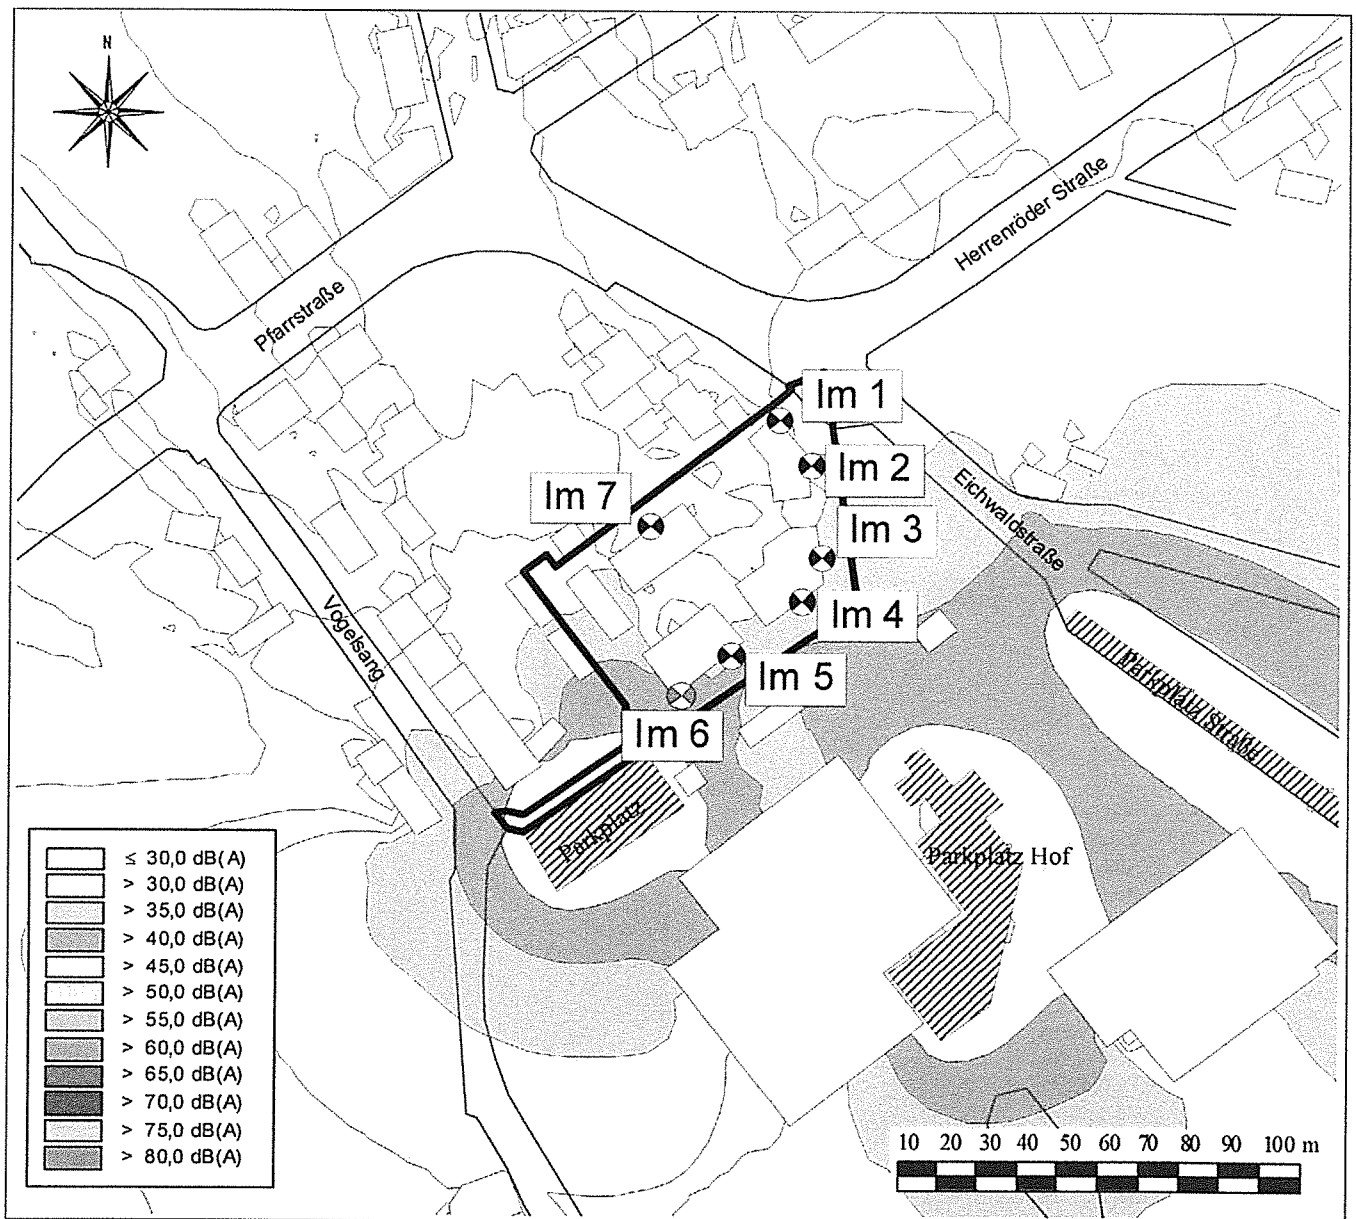 N
Herrenröder Straße
Pfarrstraße
Im 1
Im 2
Im 7
Eichwaldstraße
Im 3
Im 4
Vogelsang
Im 5
Parkplatz Straße
Im 6
Parkplatz
Parkplatz Hof
≤ 30,0 dB(A)
> 30,0 dB(A)
> 35,0 dB(A)
> 40,0 dB(A)
> 45,0 dB(A)
> 50,0 dB(A)
> 55,0 dB(A)
> 60,0 dB(A)
> 65,0 dB(A)
> 70,0 dB(A)
> 75,0 dB(A)
> 80,0 dB(A)
10 20 30 40 50 60 70 80 90 100 m